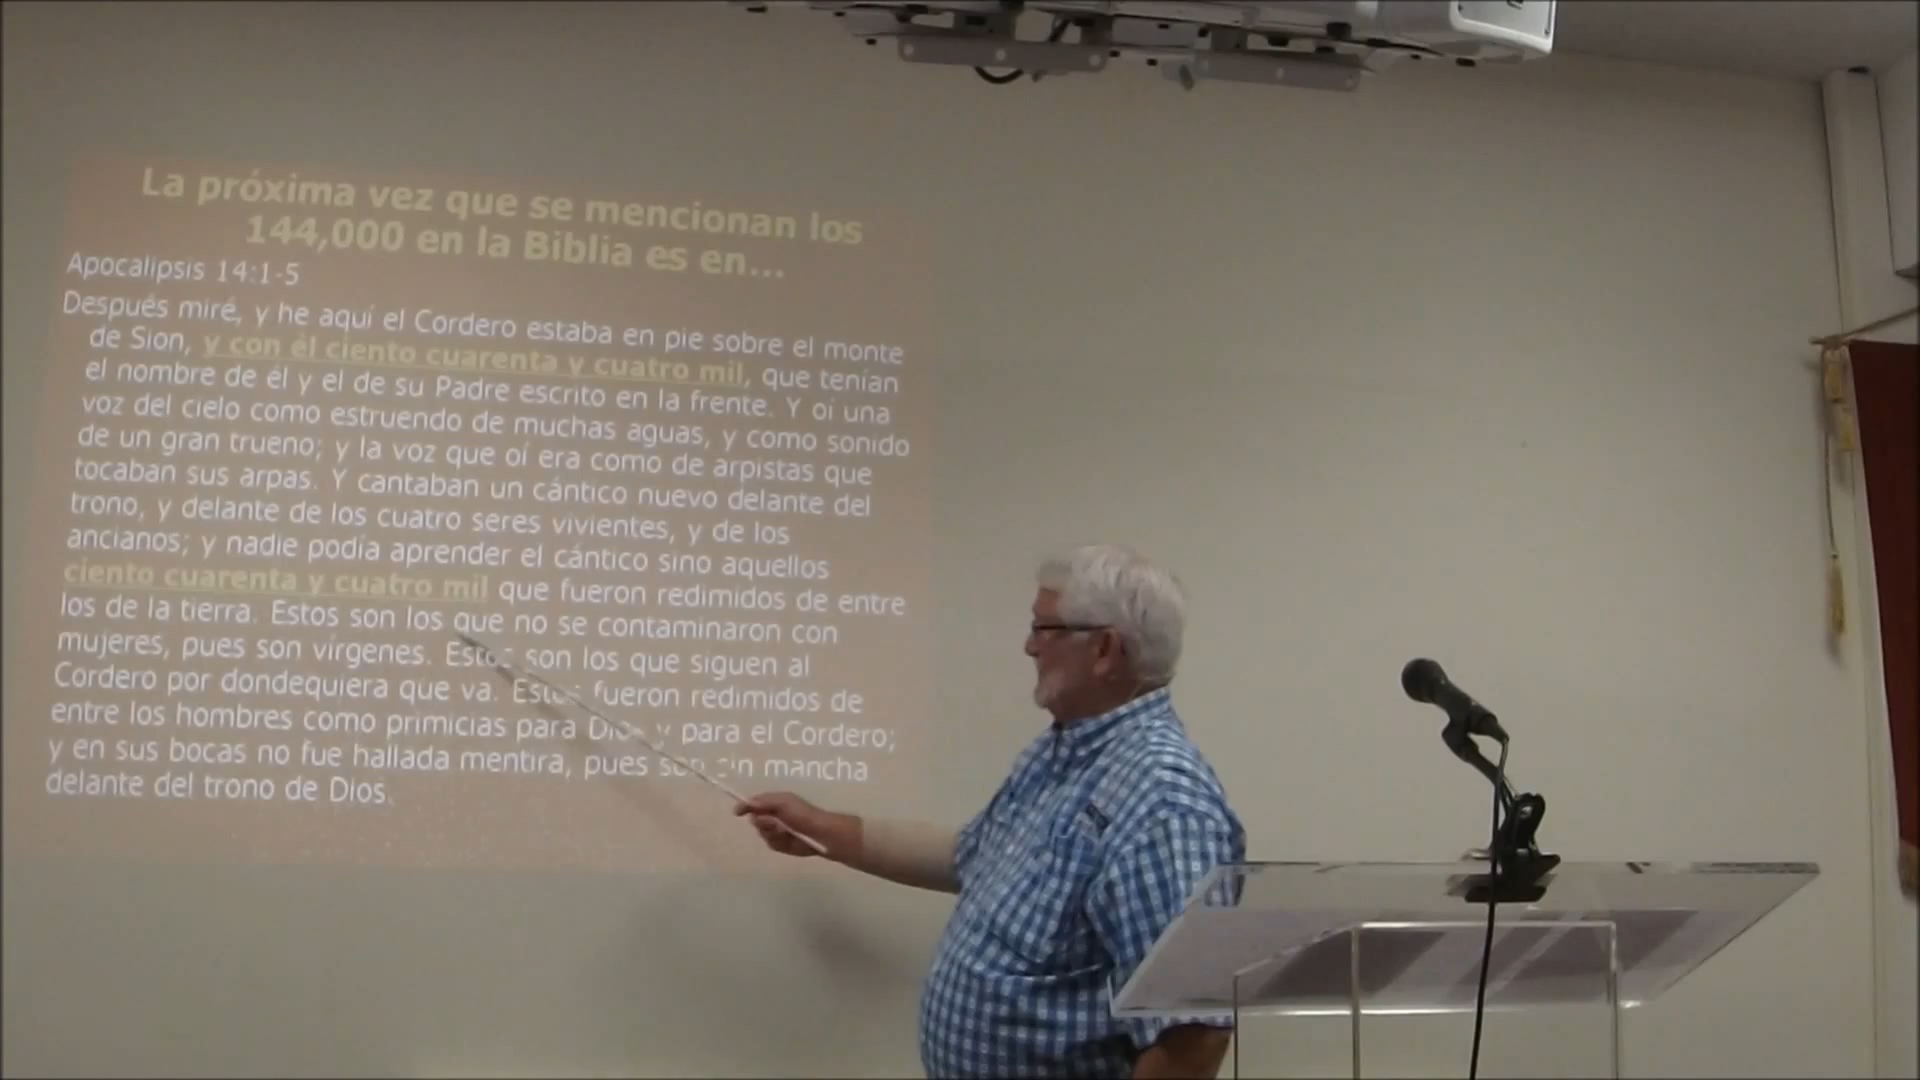 La próxima vez que se mencionan los
144,000 en la Biblia es en...
Apocalipsis 14:1-5
Después miré, y he aquí el Cordero estaba en pie sobre el monte
de Sion, y con él ciento cuarenta y cuatro mil, que tenían
el nombre de él y el de su Padre escrito en la frente. Y oí una
voz del cielo como estruendo de muchas aguas, y como sonido
de un gran trueno; y la voz que oí era como de arpistas que
tocaban sus arpas. Y cantaban un cántico nuevo delante del
trono, y delante de los cuatro seres vivientes, y de los
ancianos; y nadie podía aprender el cántico sino aquellos
ciento cuarenta y cuatro mil que fueron redimidos de entre
los de la tierra. Estos son los que no se contaminaron con
mujeres, pues son vírgenes. Estos son los que siguen al
Cordero por dondequiera que va. Estos fueron redimidos de
entre los hombres como primicias para Dios y para el Cordero;
y en sus bocas no fue hallada mentira, pues son sin mancha
delante del trono de Dios.